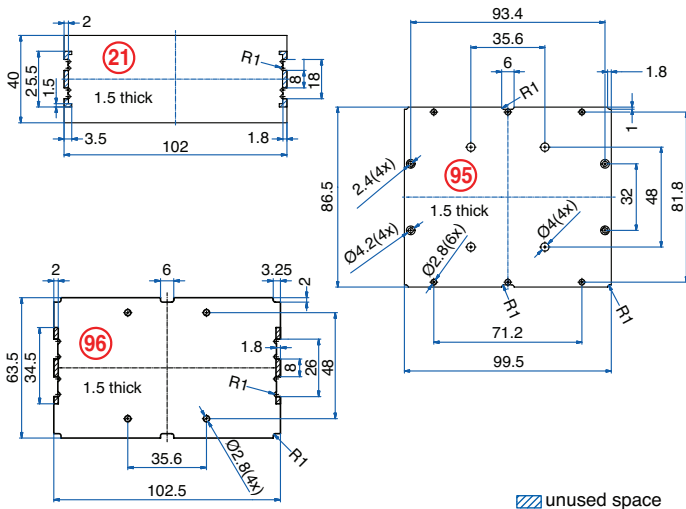 2
21
R1
40
25.5
1.5
8
18
1.5 thick
3.5
1.8
102
93.4
35.6
6
1.8
R1
1
2.4(4x)
95
86.5
32
48
81.8
1.5 thick
Ø4.2(4x)
Ø2.8(6x)
Ø4(4x)
R1
R1
71.2
99.5
2
6
3.25
2
96
63.5
34.5
1.8
8
26
48
1.5 thick
R1
35.6
Ø2.8(4x)
R1
102.5
unused space